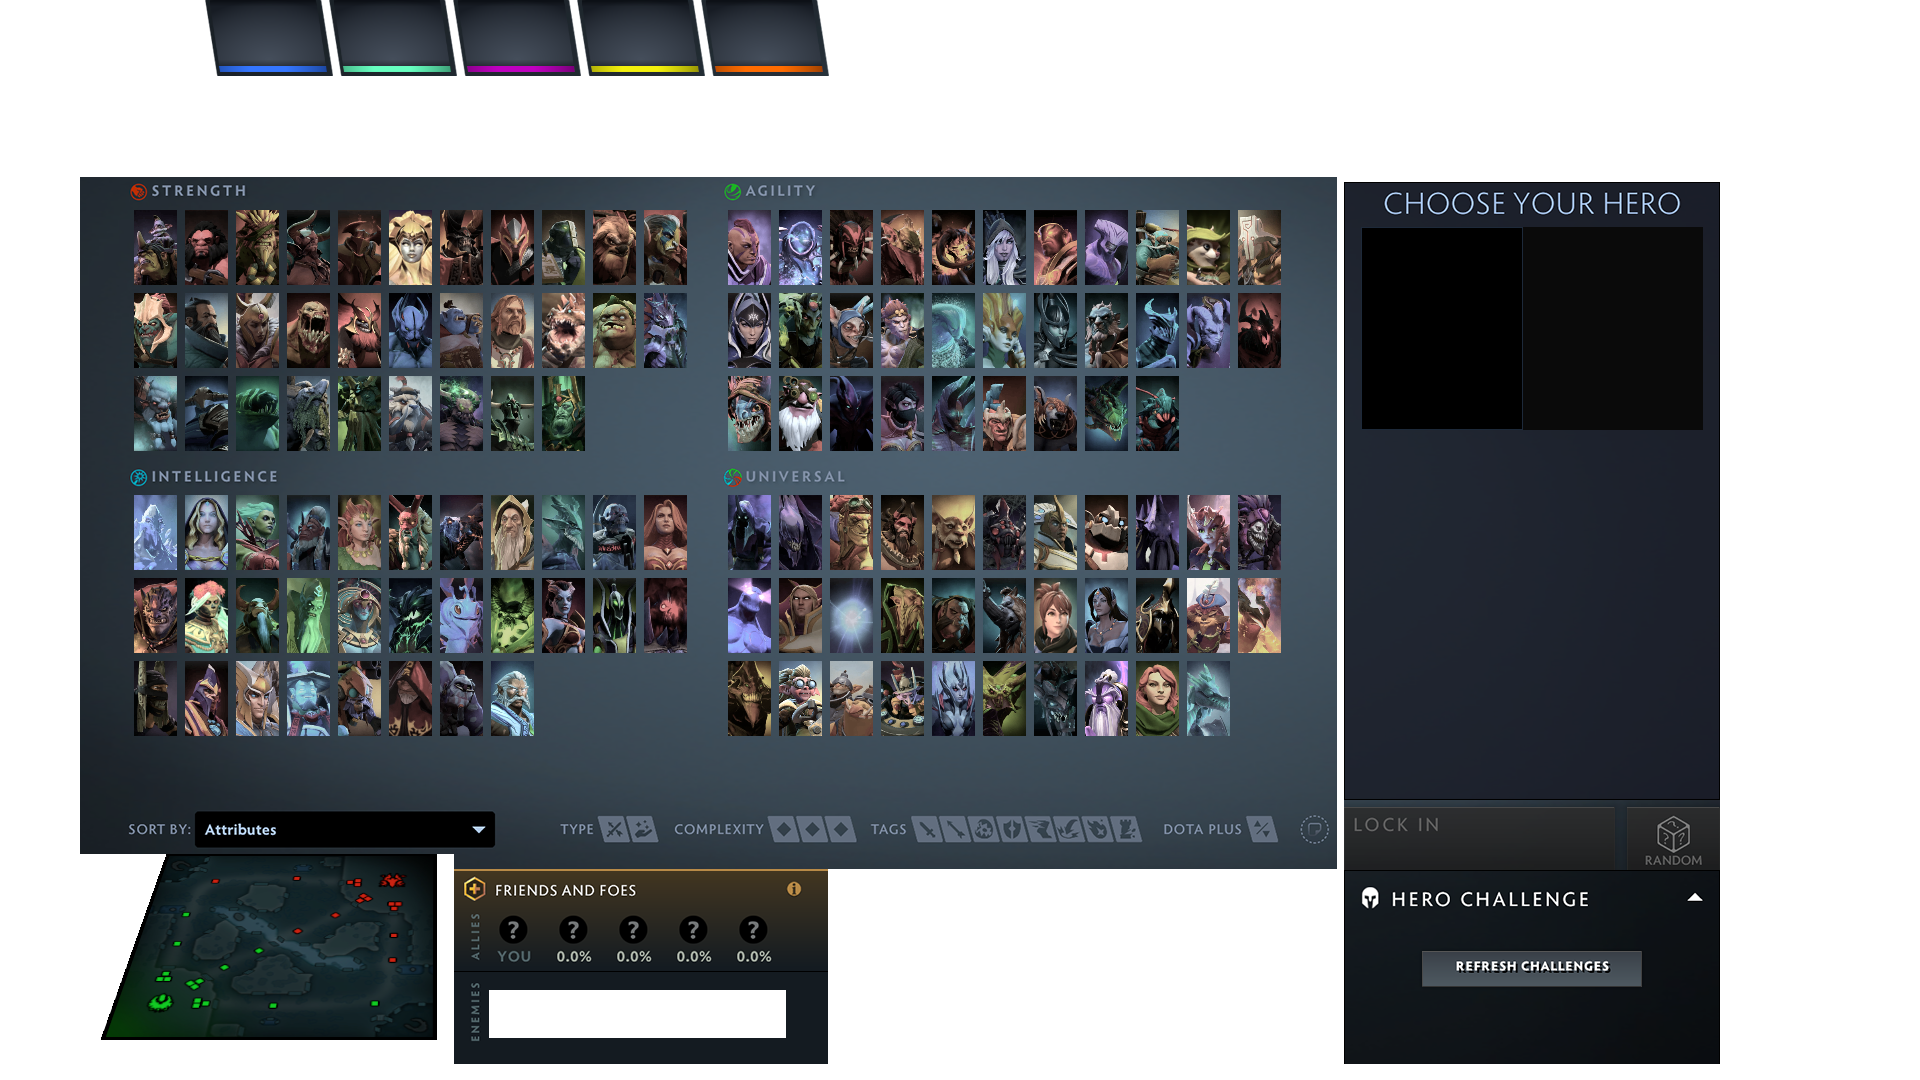 STRENGTH
AGILITY
CHOOSE YOUR HERO
INTELLIGENCE
UNIVERSAL
SORT BY:
Attributes
TYPE
COMPLEXITY
TAGS
DOTA PLUS
LOCK IN
RANDOM
FRIENDS AND FOES
ALLIES
? ? ? ? ?
YOU 0.0% 0.0% 0.0% 0.0%
ENEMIES
HERO CHALLENGE
REFRESH CHALLENGES